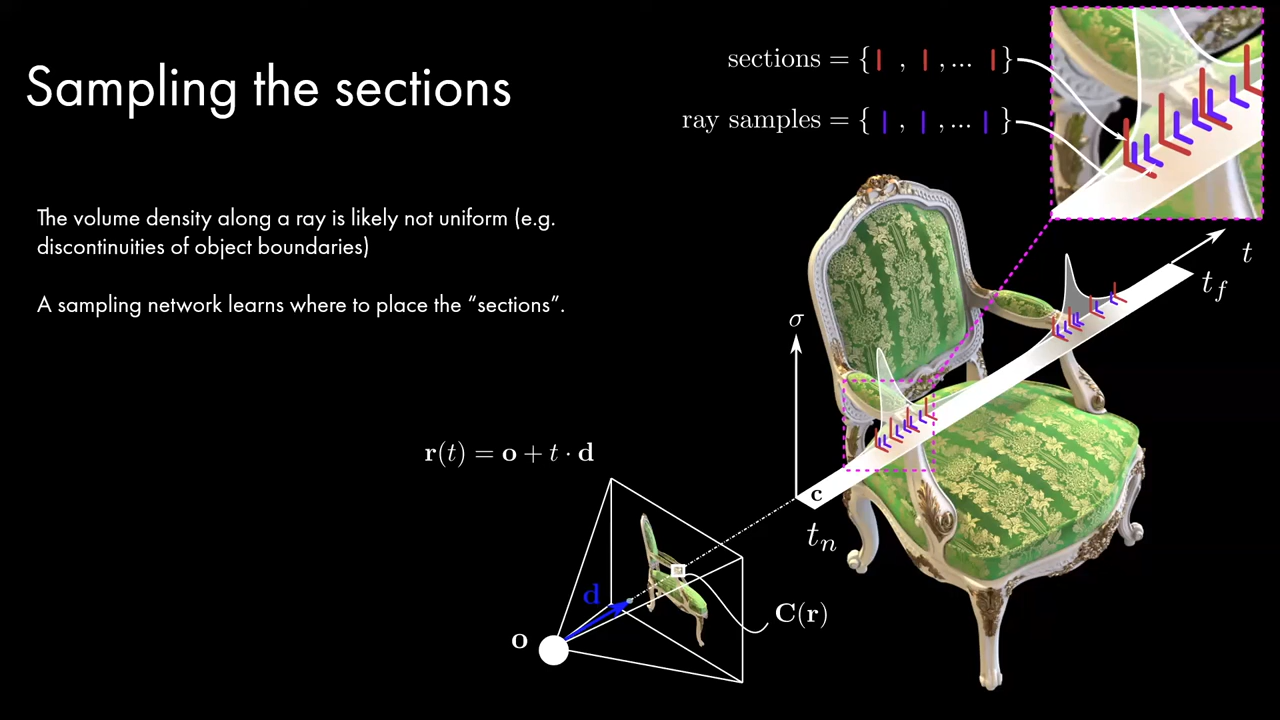 Sampling the sections
sections = { | , | , ... | }
ray samples = { | , | , ... | }
The volume density along a ray is likely not uniform (e.g.
discontinuities of object boundaries)
A sampling network learns where to place the “sections”.
t
t_f
σ
r(t) = o + t · d
c
t_n
d
C(r)
o